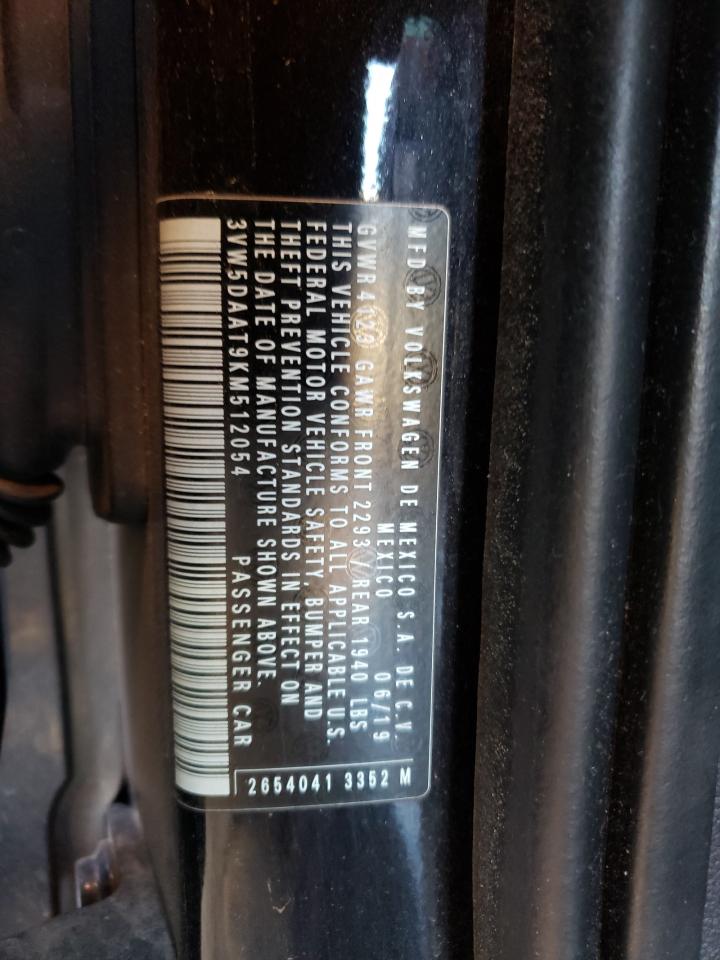 MFD BY VOLKSWAGEN DE MEXICO S.A. DE C.V.
MEXICO 06/19
GVWR 4123 GAWR FRONT 2293 / REAR 1940 LBS
THIS VEHICLE CONFORMS TO ALL APPLICABLE U.S.
FEDERAL MOTOR VEHICLE SAFETY, BUMPER AND
THEFT PREVENTION STANDARDS IN EFFECT ON
THE DATE OF MANUFACTURE SHOWN ABOVE.
3VW5DAAT9KM512054 PASSENGER CAR
2654041 3352 M